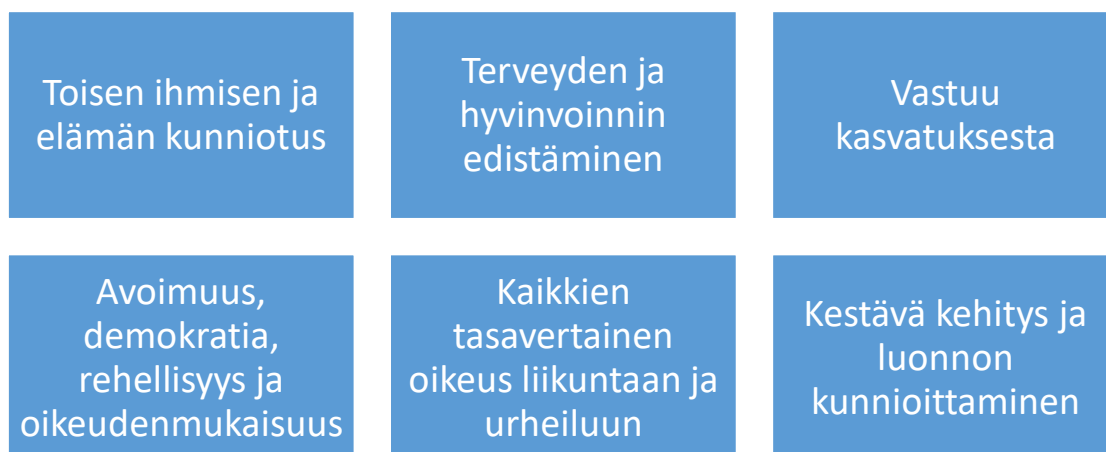 Toisen ihmisen ja
elämän kunniotus
Terveyden ja
hyvinvoinnin
edistäminen
Vastuu
kasvatuksesta
Avoimuus,
demokratia,
rehellisyys ja
oikeudenmukaisuus
Kaikkien
tasavertainen
oikeus liikuntaan ja
urheiluun
Kestävä kehitys ja
luonnon
kunnioittaminen